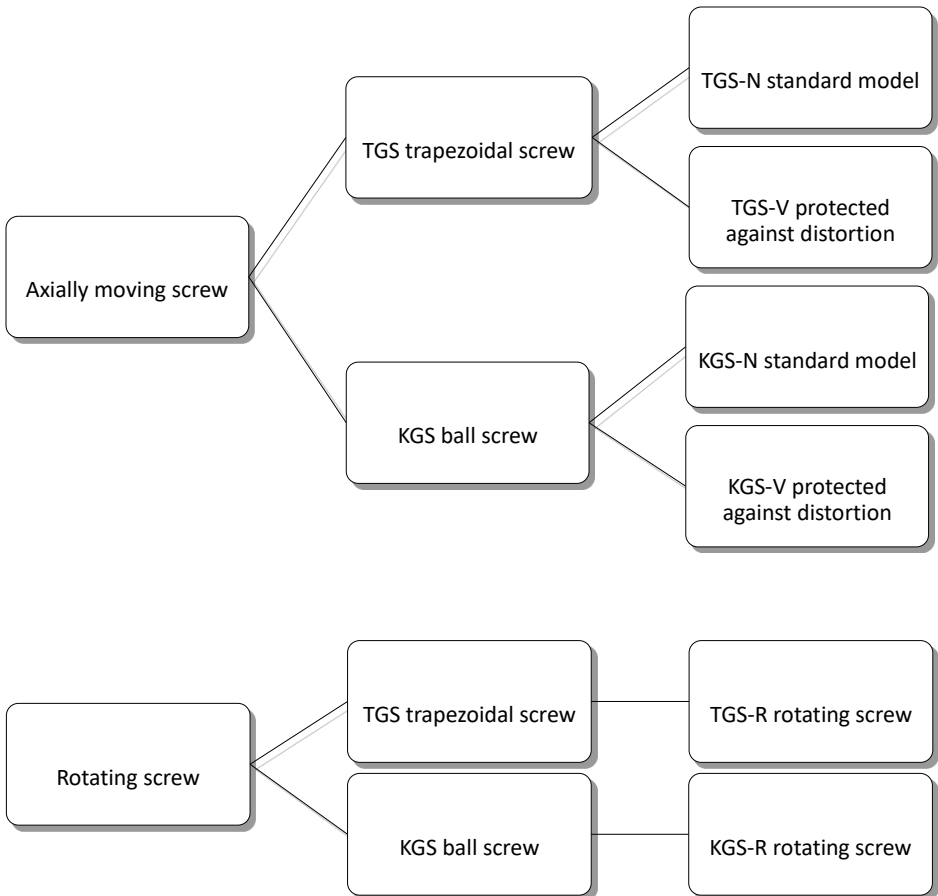 TGS-N standard model
TGS trapezoidal screw
TGS-V protected
against distortion
Axially moving screw
KGS-N standard model
KGS ball screw
KGS-V protected
against distortion
TGS trapezoidal screw
TGS-R rotating screw
Rotating screw
KGS ball screw
KGS-R rotating screw